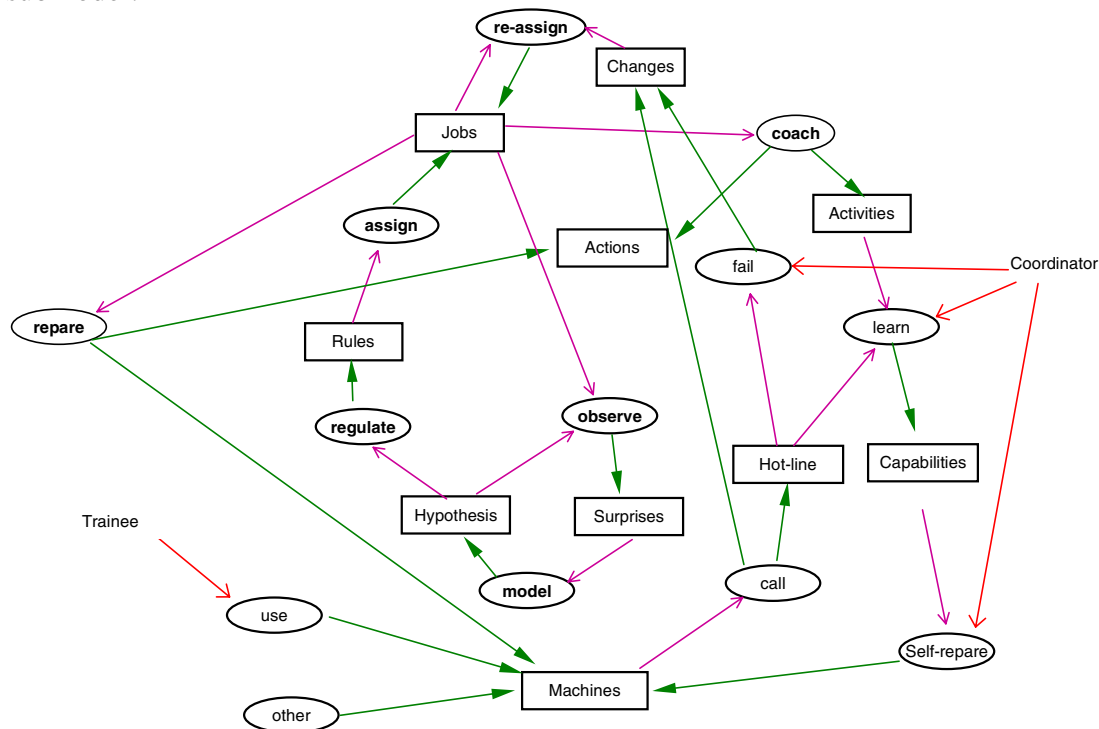 re-assign
Changes
Jobs
coach
Activities
assign
Actions
fail
Coordinator
repare
Rules
learn
regulate
observe
Hot-line
Capabilities
Hypothesis
Surprises
Trainee
model
call
use
Self-repare
Machines
other